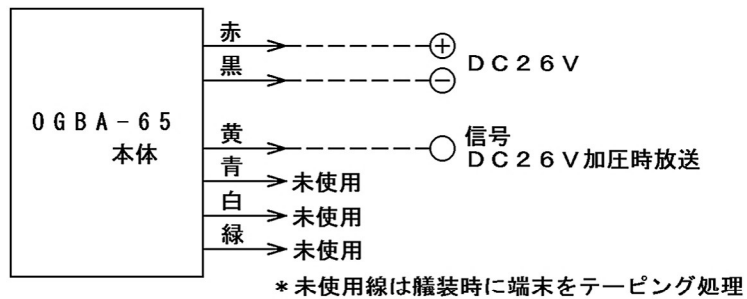 赤
黒
DC26V
OGBA-65
本体
黄
信号
DC26V加圧時放送
青
未使用
白
未使用
緑
未使用
*未使用線は艤装時に端末をテーピング処理